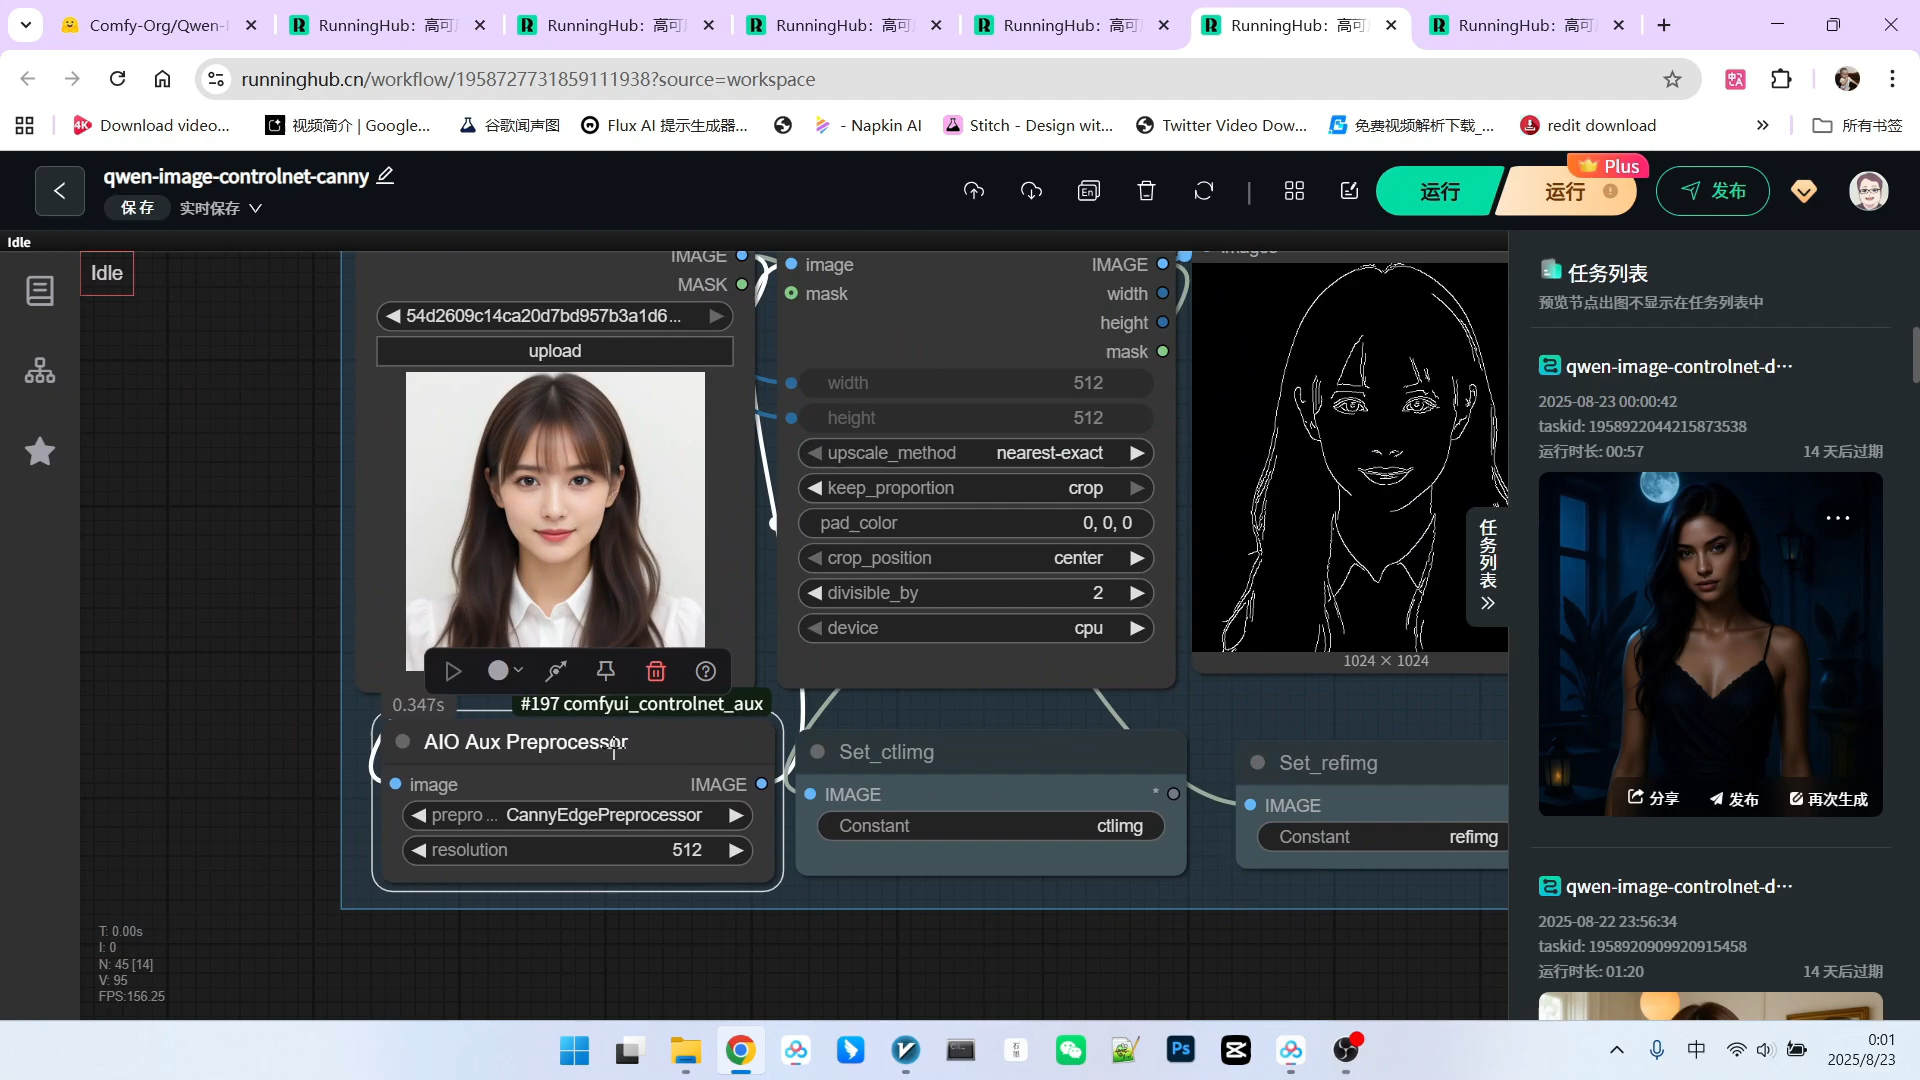 Comfy-Org/Qwen-I
RunningHub: 高可
RunningHub: 高可
RunningHub: 高可
RunningHub: 高可
RunningHub: 高可
RunningHub: 高可
runninghub.cn/workflow/1958727731859111938?source=workspace
Download video...
视频简介 | Google...
谷歌闻声图
Flux AI 提示生成器...
- Napkin AI
Stitch - Design wit...
Twitter Video Dow...
免费视频解析下载_...
redit download
所有书签
qwen-image-controlnet-canny
保存
实时保存
En
运行
运行
Plus
发布
Idle
Idle
IMAGE
MASK
54d2609c14ca20d7bd957b3a1d6...
upload
image
mask
IMAGE
width
height
mask
width 512
height 512
upscale_method nearest-exact
keep_proportion crop
pad_color 0, 0, 0
crop_position center
divisible_by 2
device cpu
images
1024 × 1024
0.347s
#197 comfyui_controlnet_aux
AIO Aux Preprocessor
image IMAGE
prepro ... CannyEdgePreprocessor
resolution 512
Set_ctlimg
IMAGE *
Constant ctlimg
Set_refimg
IMAGE
Constant refimg
T: 0.00s
I: 0
N: 45 [14]
V: 95
FPS:156.25
任务列表
任务列表
预览节点出图不显示在任务列表中
qwen-image-controlnet-d···
2025-08-23 00:00:42
taskid: 1958922044215873538
运行时长: 00:57 14 天后过期
分享 发布 再次生成
qwen-image-controlnet-d···
2025-08-22 23:56:34
taskid: 1958920909920915458
运行时长: 01:20 14 天后过期
Ps
中
0:01
2025/8/23